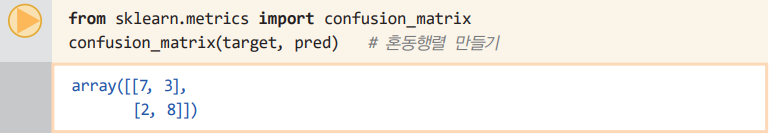 from sklearn.metrics import confusion_matrix
confusion_matrix(target, pred)   # 혼동행렬 만들기
array([[7, 3],
       [2, 8]])